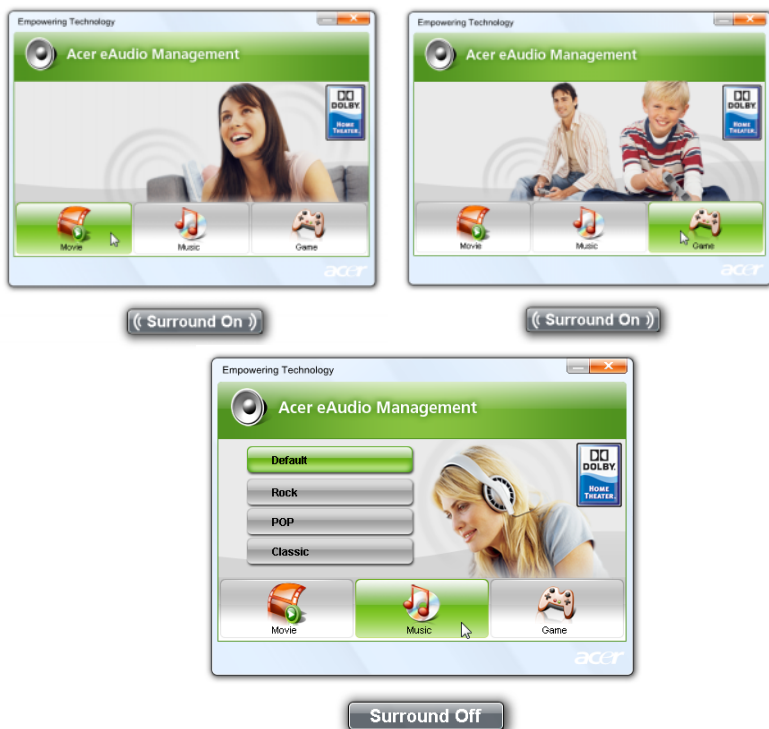 Empowering Technology
Acer eAudio Management
DOLBY.
HOME
THEATER.
Movie
Music
Game
acer
(( Surround On ))
Empowering Technology
Acer eAudio Management
DOLBY.
HOME
THEATER.
Movie
Music
Game
acer
(( Surround On ))
Empowering Technology
Acer eAudio Management
Default
Rock
POP
Classic
DOLBY.
HOME
THEATER.
Movie
Music
Game
acer
Surround Off